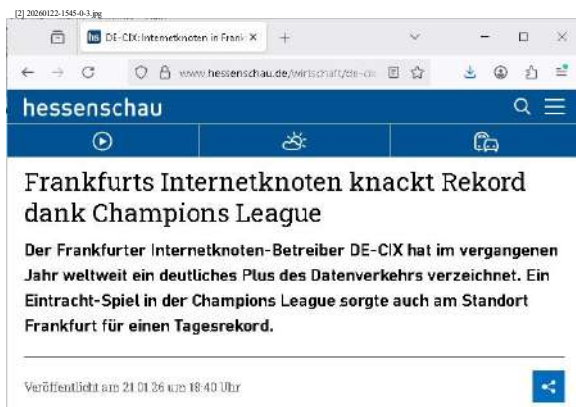 [2] 20260122-1545-0-3.jpg
DE-CIX: Internetknoten in Frank
www.hessenschau.de/wirtschaft/de-ci
hessenschau
Frankfurts Internetknoten knackt Rekord
dank Champions League
Der Frankfurter Internetknoten-Betreiber DE-CIX hat im vergangenen
Jahr weltweit ein deutliches Plus des Datenverkehrs verzeichnet. Ein
Eintracht-Spiel in der Champions League sorgte auch am Standort
Frankfurt für einen Tagesrekord.
Veröffentlicht am 21.01.26 um 18:40 Uhr